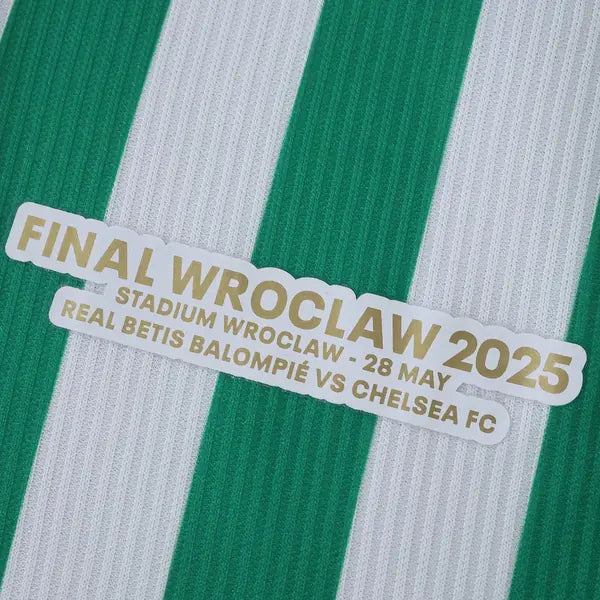 FINAL WROCLAW 2025
STADIUM WROCLAW - 28 MAY
REAL BETIS BALOMPIÉ VS CHELSEA FC